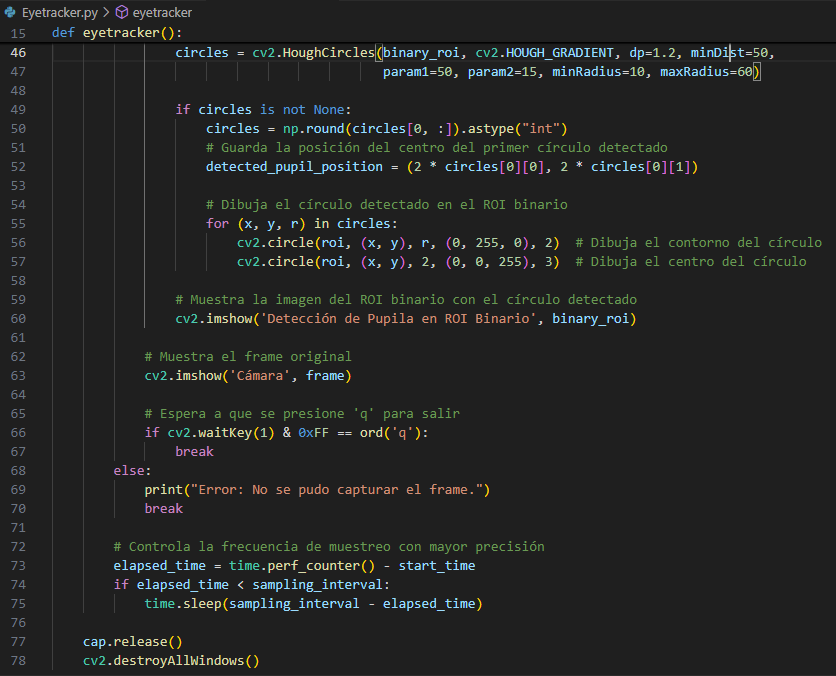 Eyetracker.py > eyetracker
15 def eyetracker():
46 circles = cv2.HoughCircles(binary_roi, cv2.HOUGH_GRADIENT, dp=1.2, minDist=50,
47 param1=50, param2=15, minRadius=10, maxRadius=60)
48
49 if circles is not None:
50 circles = np.round(circles[0, :]).astype("int")
51 # Guarda la posición del centro del primer círculo detectado
52 detected_pupil_position = (2 * circles[0][0], 2 * circles[0][1])
53
54 # Dibuja el círculo detectado en el ROI binario
55 for (x, y, r) in circles:
56 cv2.circle(roi, (x, y), r, (0, 255, 0), 2)  # Dibuja el contorno del círculo
57 cv2.circle(roi, (x, y), 2, (0, 0, 255), 3)  # Dibuja el centro del círculo
58
59 # Muestra la imagen del ROI binario con el círculo detectado
60 cv2.imshow('Detección de Pupila en ROI Binario', binary_roi)
61
62 # Muestra el frame original
63 cv2.imshow('Cámara', frame)
64
65 # Espera a que se presione 'q' para salir
66 if cv2.waitKey(1) & 0xFF == ord('q'):
67 break
68 else:
69 print("Error: No se pudo capturar el frame.")
70 break
71
72 # Controla la frecuencia de muestreo con mayor precisión
73 elapsed_time = time.perf_counter() - start_time
74 if elapsed_time < sampling_interval:
75 time.sleep(sampling_interval - elapsed_time)
76
77 cap.release()
78 cv2.destroyAllWindows()